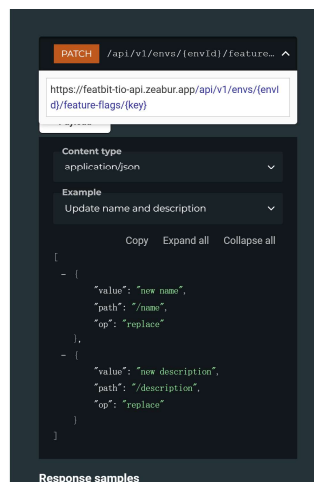 PATCH /api/v1/envs/{envId}/feature…
https://featbit-tio-api.zeabur.app/api/v1/envs/{envI
d}/feature-flags/{key}
Content type
application/json
Example
Update name and description
Copy Expand all Collapse all
[
− {
"value": "new name",
"path": "/name",
"op": "replace"
},
− {
"value": "new description",
"path": "/description",
"op": "replace"
}
]
Response samples